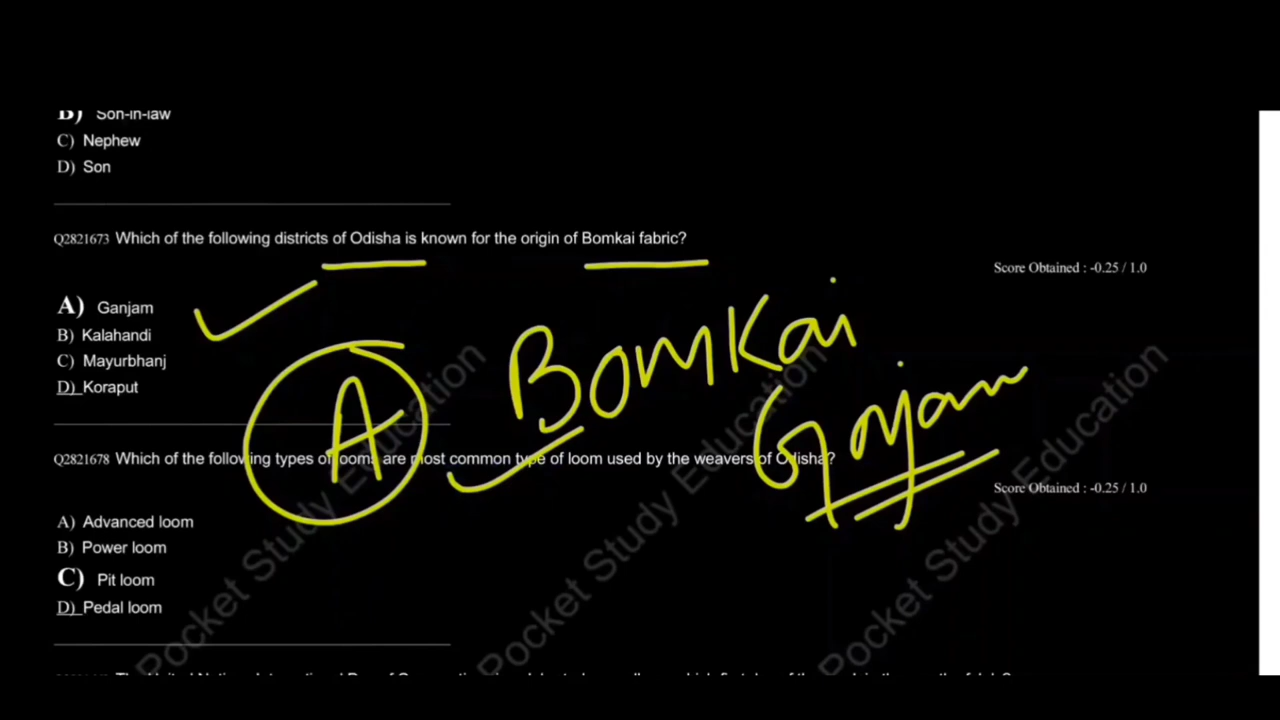 B) Son-in-law
C) Nephew
D) Son
Q2821673 Which of the following districts of Odisha is known for the origin of Bomkai fabric?
Score Obtained : -0.25 / 1.0
A) Ganjam
B) Kalahandi
C) Mayurbhanj
D) Koraput
A
Bomkai
Ganjam
Q2821678 Which of the following types of looms are most common type of loom used by the weavers of Odisha?
Score Obtained : -0.25 / 1.0
A) Advanced loom
B) Power loom
C) Pit loom
D) Pedal loom
Pocket Study Education
Pocket Study Education
Pocket Study Education